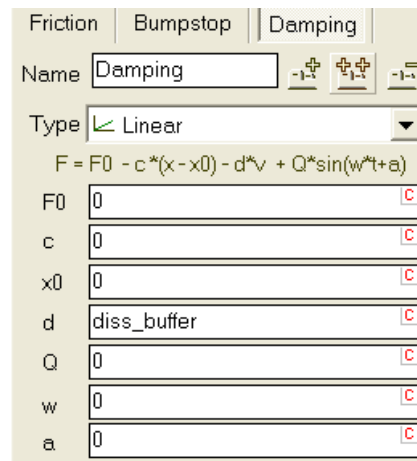 Friction Bumpstop Damping
Name Damping
Type Linear
F = F0 - c*(x-x0) - d*v + Q*sin(w*t+a)
F0 0 C
c 0 C
x0 0 C
d diss_buffer C
Q 0 C
w 0 C
a 0 C